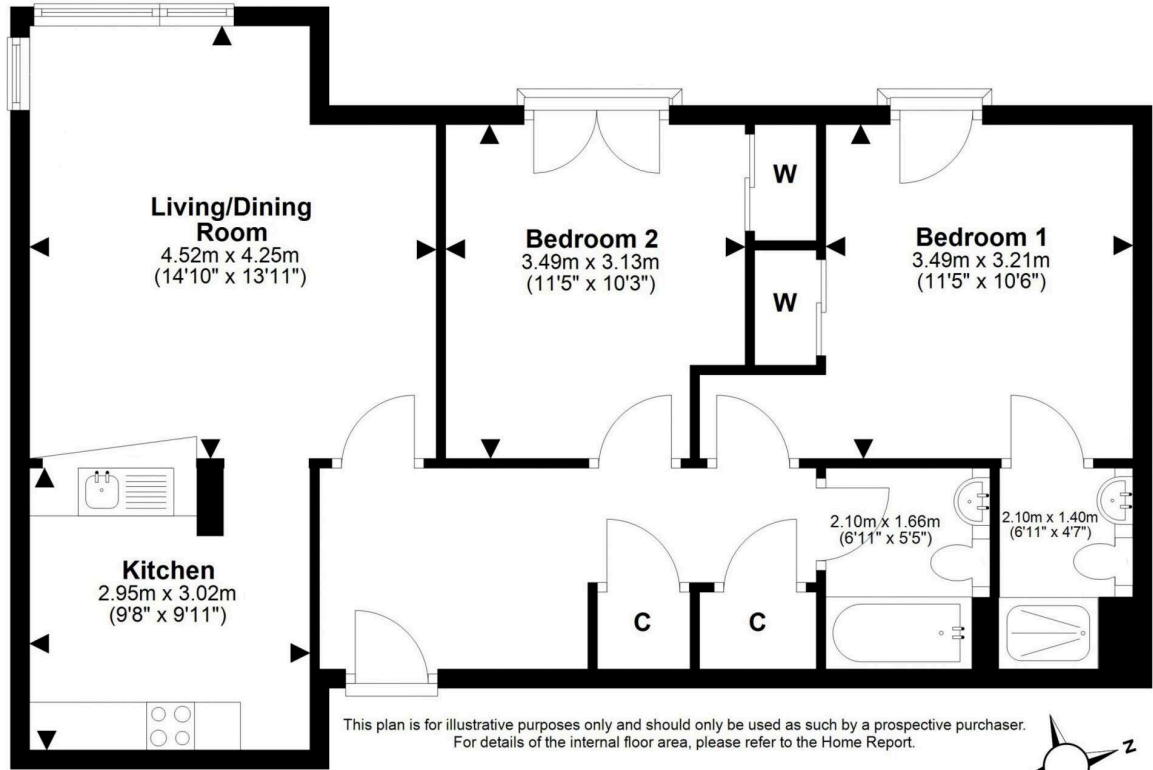 Living/Dining
Room
4.52m x 4.25m
(14'10" x 13'11")
Bedroom 2
3.49m x 3.13m
(11'5" x 10'3")
W
W
Bedroom 1
3.49m x 3.21m
(11'5" x 10'6")
Kitchen
2.95m x 3.02m
(9'8" x 9'11")
C
C
2.10m x 1.66m
(6'11" x 5'5")
2.10m x 1.40m
(6'11" x 4'7")
This plan is for illustrative purposes only and should only be used as such by a prospective purchaser.
For details of the internal floor area, please refer to the Home Report.
N